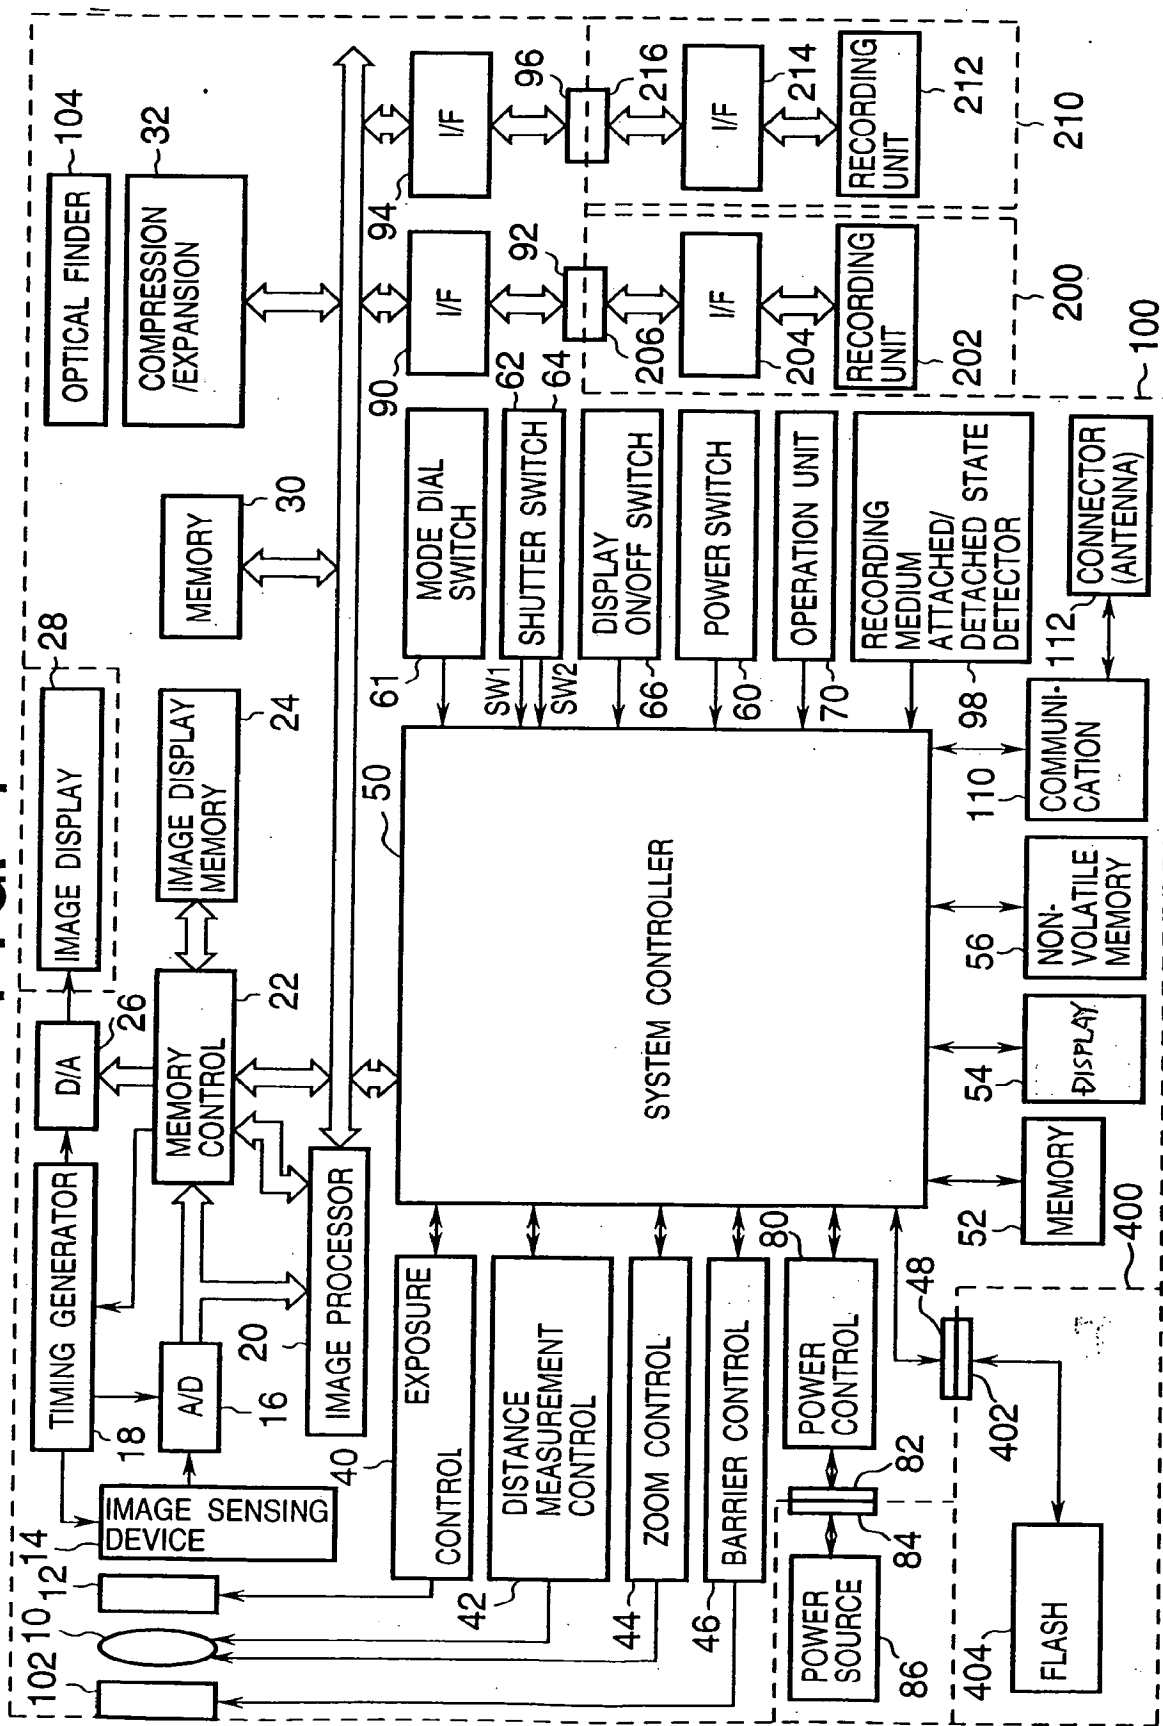 102
10
12
14
IMAGE SENSING
DEVICE
18
TIMING GENERATOR
A/D
16
D/A
26
IMAGE DISPLAY
28
MEMORY
CONTROL
22
IMAGE DISPLAY
MEMORY
24
20
IMAGE PROCESSOR
MEMORY
30
OPTICAL FINDER
104
COMPRESSION
/EXPANSION
32
40
EXPOSURE
CONTROL
DISTANCE
MEASUREMENT
CONTROL
42
ZOOM CONTROL
44
BARRIER CONTROL
46
80
POWER
CONTROL
82
84
POWER
SOURCE
86
50
SYSTEM CONTROLLER
61
MODE DIAL
SWITCH
SW1
SW2
SHUTTER SWITCH
62
64
DISPLAY
ON/OFF SWITCH
66
POWER SWITCH
60
OPERATION UNIT
70
RECORDING
MEDIUM
ATTACHED/
DETACHED STATE
DETECTOR
98
90
I/F
92
206
I/F
204
RECORDING
UNIT
202
200
94
I/F
96
216
I/F
214
RECORDING
UNIT
212
210
100
48
402
404
FLASH
400
52
MEMORY
54
DISPLAY
56
NON-
VOLATILE
MEMORY
110
COMMUNI-
CATION
112
CONNECTOR
(ANTENNA)